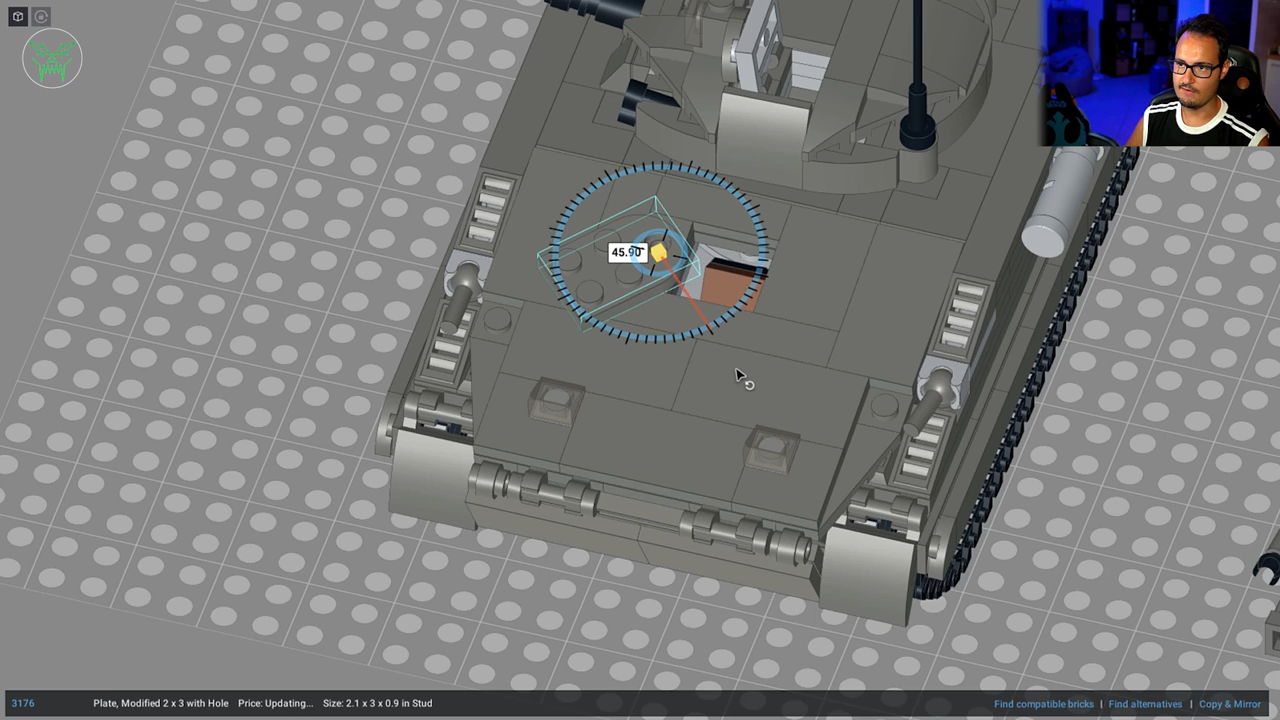 45.90
3176 Plate, Modified 2 x 3 with Hole Price: Updating... Size: 2.1 x 3 x 0.9 in Stud Find compatible bricks | Find alternatives | Copy & Mirror